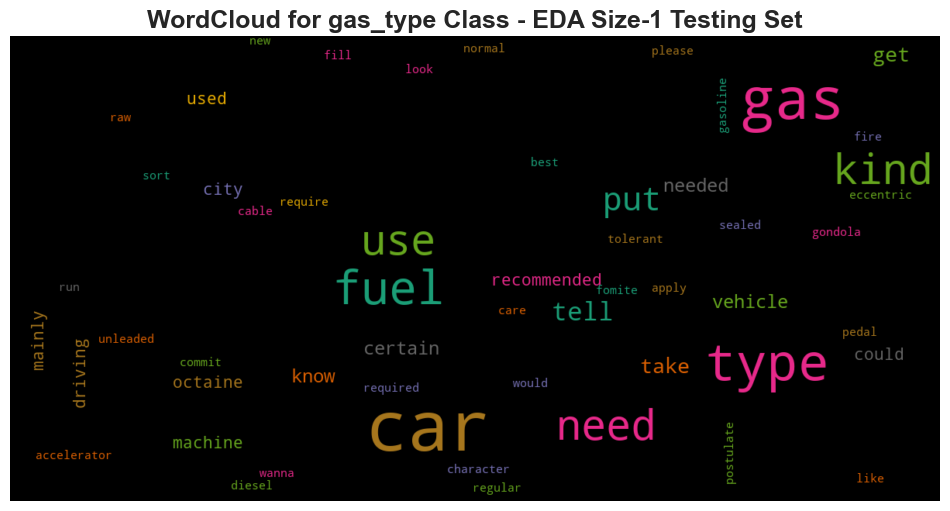 WordCloud for gas_type Class - EDA Size-1 Testing Set
new
normal
please
fill
get
look
gas
used
gasoline
raw
fire
best
kind
sort
city
needed
eccentric
require
put
cable
sealed
gondola
use
tolerant
recommended
fuel
run
fomite
apply
vehicle
care
tell
mainly
unleaded
pedal
driving
certain
could
commit
take
type
know
octaine
required
would
car
need
machine
postulate
accelerator
character
wanna
like
diesel
regular